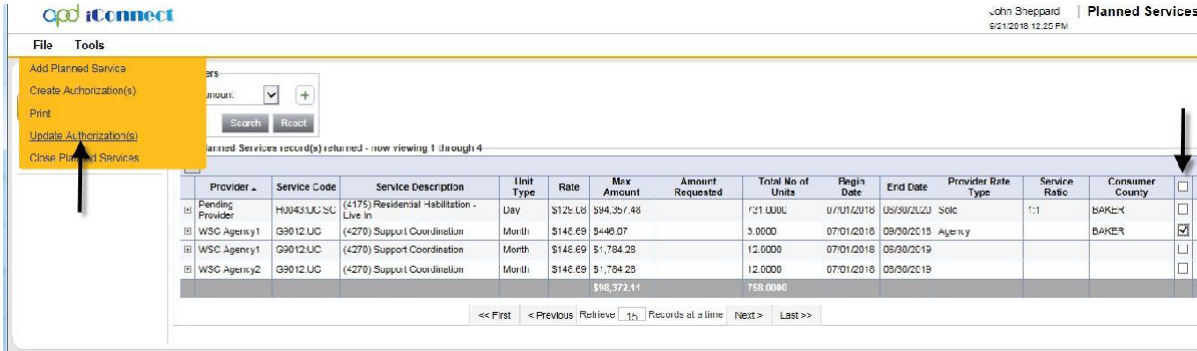 apd iConnect
John Sheppard | Planned Services
6/21/2018 12:25 PM
File Tools
Add Planned Service
Create Authorization(s)
Print
Update Authorization(s)
Close Planned Services
Search Reset
Planned Services record(s) returned - now viewing 1 through 4
Provider Service Code Service Description Unit Type Rate Max Amount Amount Requested Total No of Units Begin Date End Date Provider Rate Type Service Ratio Consumer County
Pending Provider H0043:UC:SC (4175) Residential Habilitation - Live In Day $129.08 $94,357.48 731.0000 07/01/2018 06/30/2020 Solo 1:1 BAKER
WSC Agency1 G9012:UC (4270) Support Coordination Month $148.69 $446.07 3.0000 07/01/2018 09/30/2018 Agency BAKER
WSC Agency1 G9012:UC (4270) Support Coordination Month $148.69 $1,784.28 12.0000 07/01/2018 06/30/2019
WSC Agency2 G9012:UC (4270) Support Coordination Month $148.69 $1,784.28 12.0000 07/01/2018 06/30/2019
$98,372.11 758.0000
<< First < Previous Retrieve 15 Records at a time Next > Last >>